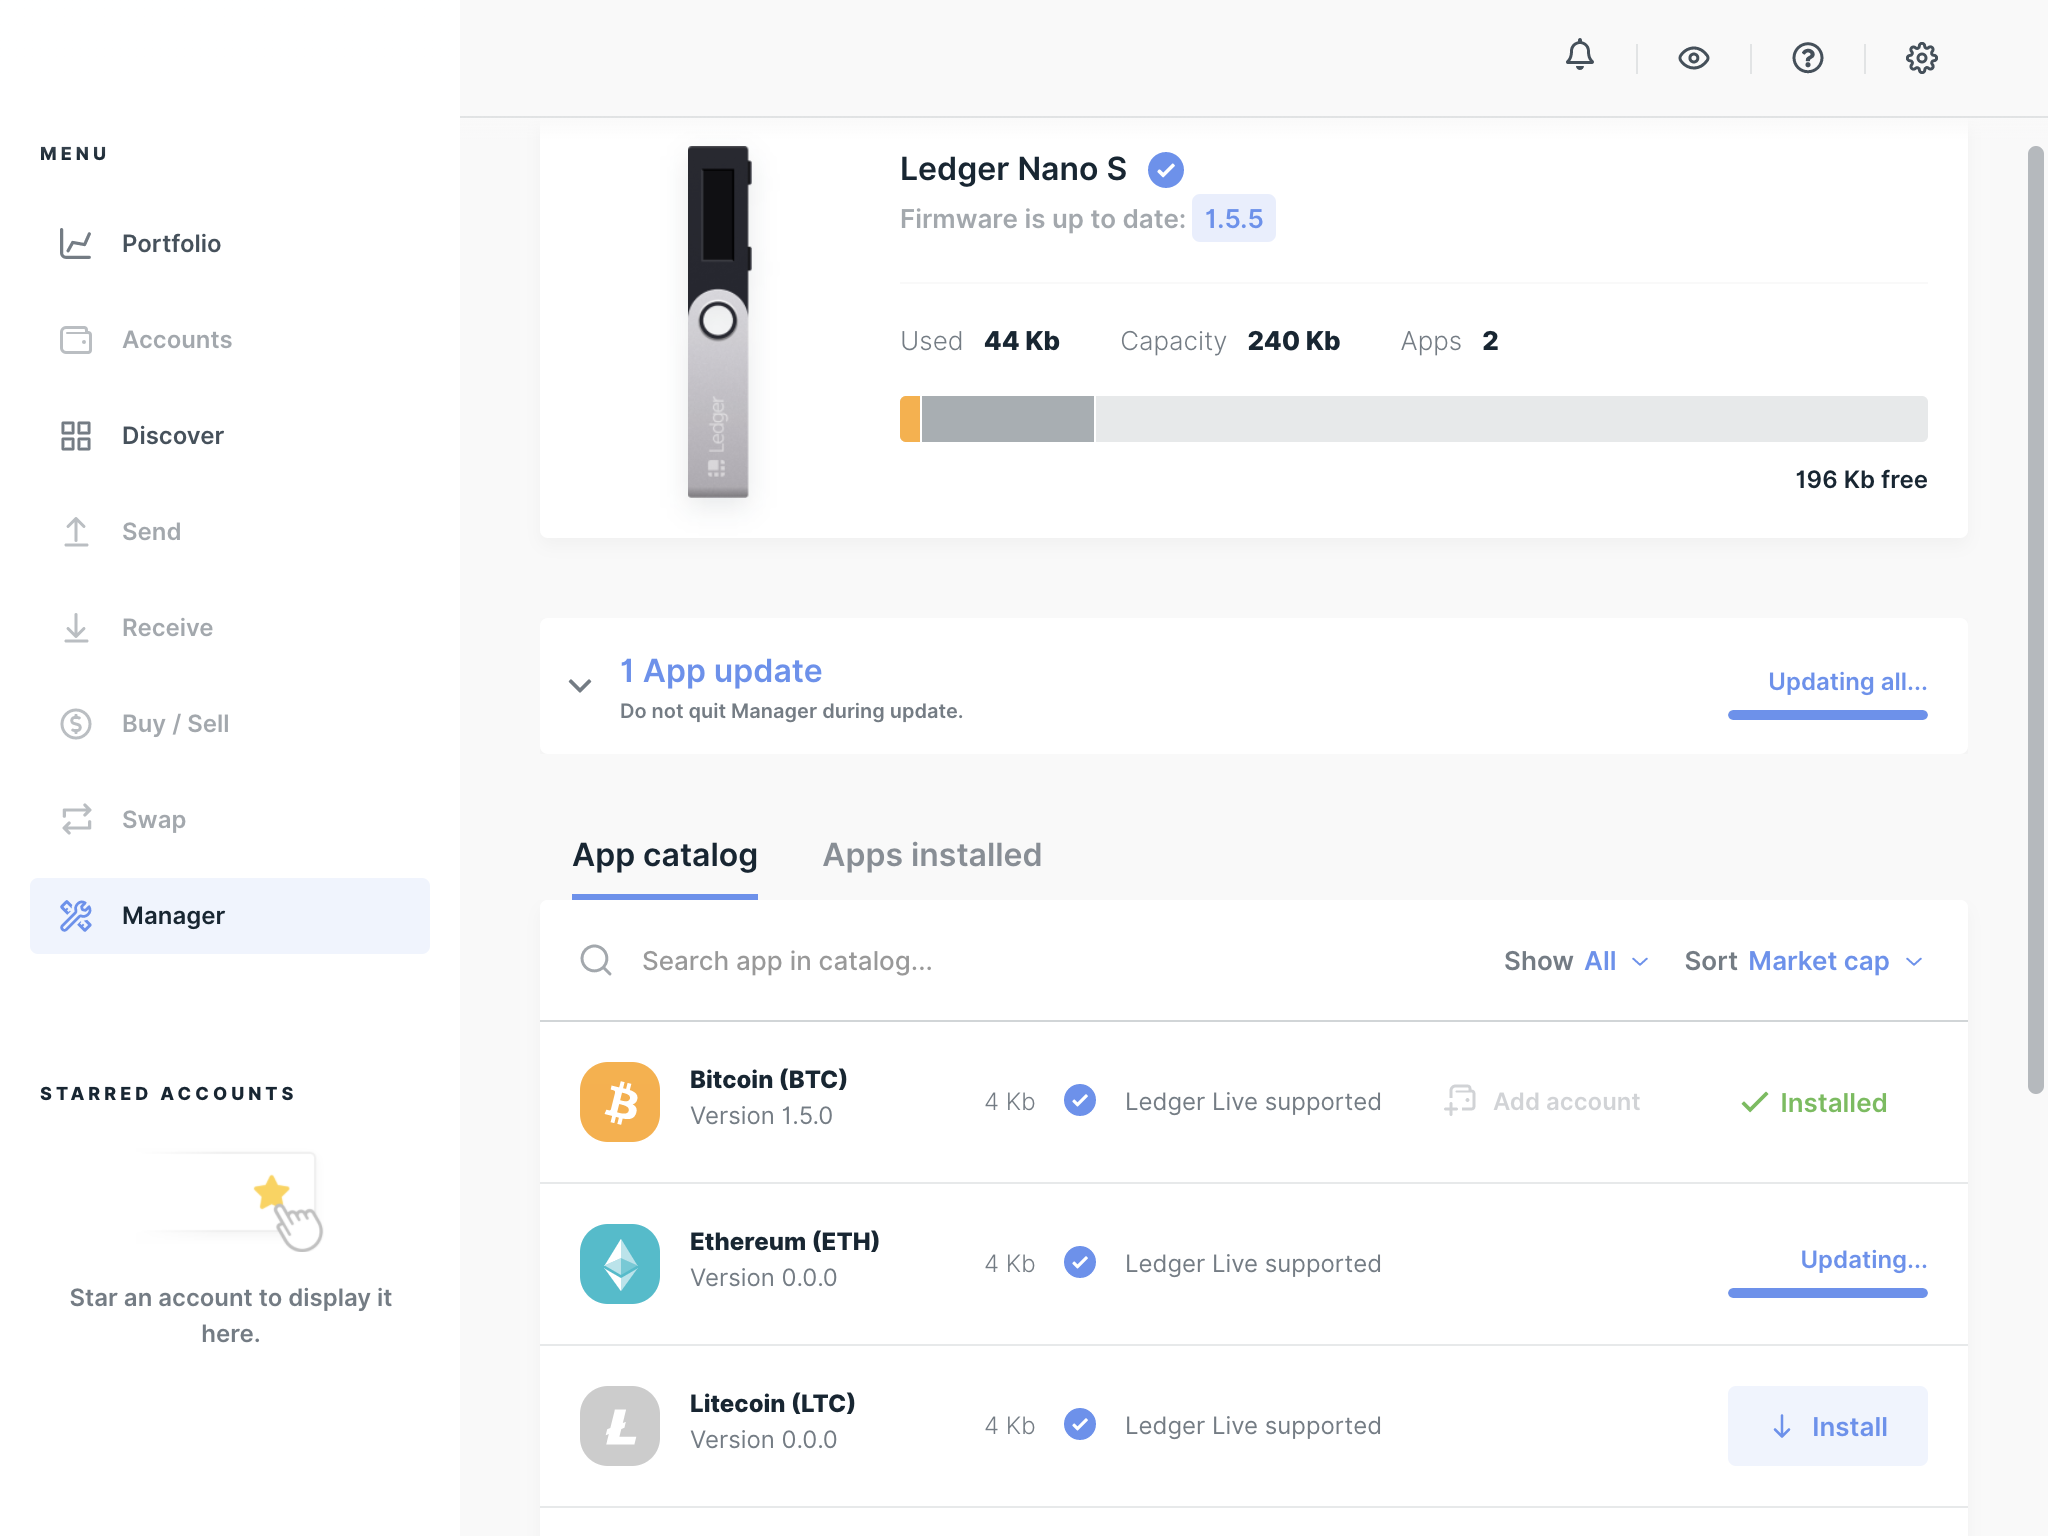 MENU
Portfolio
Accounts
Discover
Send
Receive
Buy / Sell
Swap
Manager
STARRED ACCOUNTS
Star an account to display it
here.
Ledger Nano S
Firmware is up to date: 1.5.5
Used 44 Kb Capacity 240 Kb Apps 2
196 Kb free
Ledger
1 App update
Do not quit Manager during update.
Updating all...
App catalog Apps installed
Search app in catalog...
Show All Sort Market cap
Bitcoin (BTC)
Version 1.5.0
4 Kb Ledger Live supported Add account Installed
Ethereum (ETH)
Version 0.0.0
4 Kb Ledger Live supported Updating...
Litecoin (LTC)
Version 0.0.0
4 Kb Ledger Live supported Install